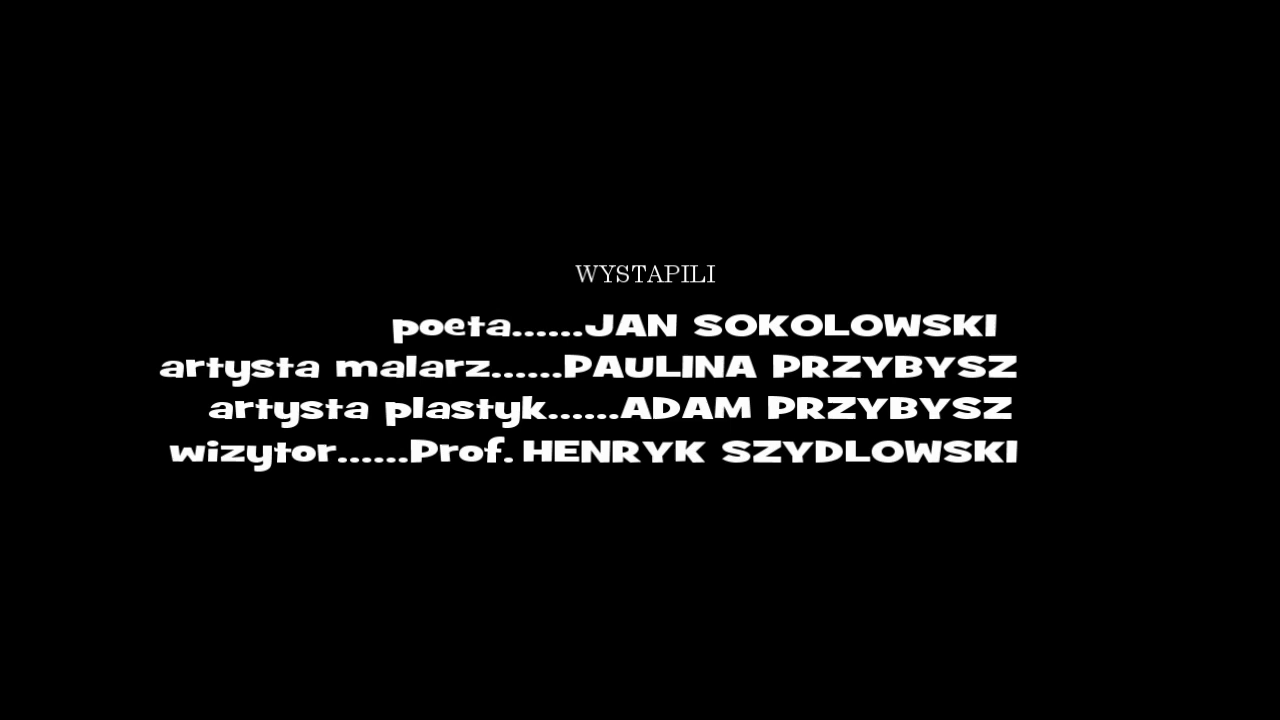 WYSTAPILI
poeta......JAN SOKOLOWSKI
artysta malarz......PAULINA PRZYBYSZ
artysta plastyk......ADAM PRZYBYSZ
wizytor......Prof. HENRYK SZYDLOWSKI